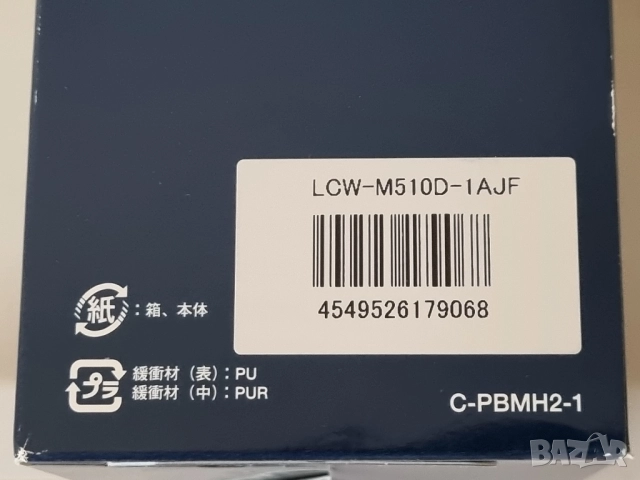 LCW-M510D-1AJF
4549526179068
紙：箱、本体
プラ
緩衝材（表）：PU
緩衝材（中）：PUR
C-PBMH2-1
BAZAR